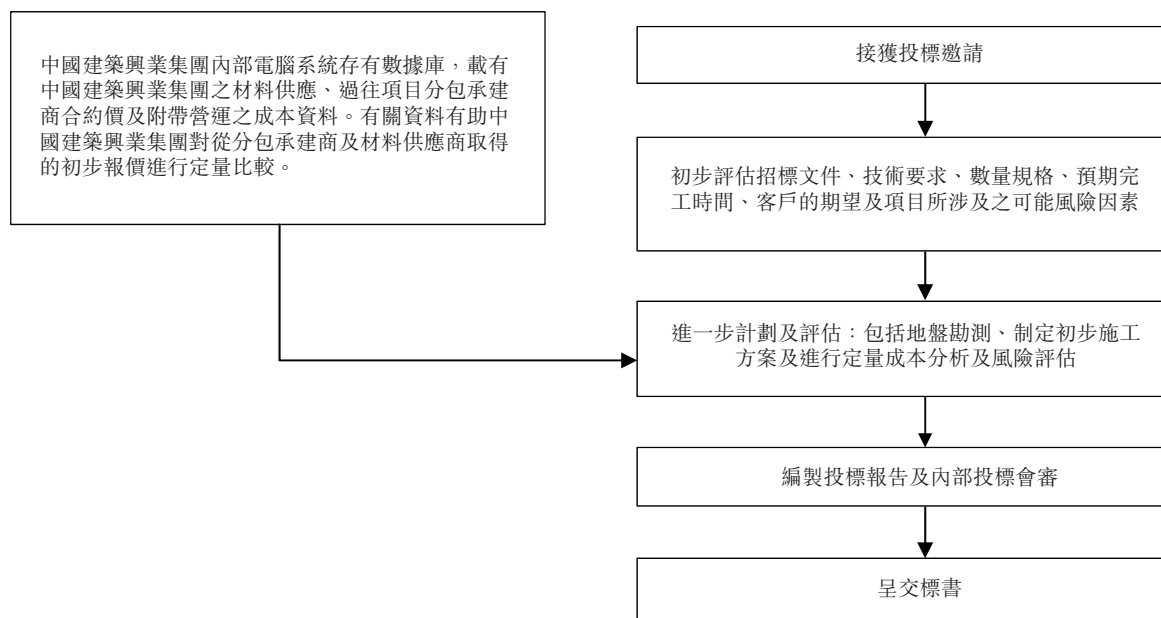 中國建築興業集團內部電腦系統存有數據庫，載有
中國建築興業集團之材料供應、過往項目分包承建
商合約價及附帶營運之成本資料。有關資料有助中
國建築興業集團對從分包承建商及材料供應商取得
的初步報價進行定量比較。
接獲投標邀請
初步評估招標文件、技術要求、數量規格、預期完
工時間、客戶的期望及項目所涉及之可能風險因素
進一步計劃及評估：包括地盤勘測、制定初步施工
方案及進行定量成本分析及風險評估
編製投標報告及內部投標會審
呈交標書